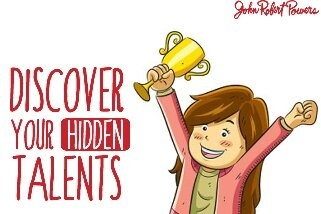 John Robert Powers
DISCOVER
YOUR HIDDEN
TALENTS